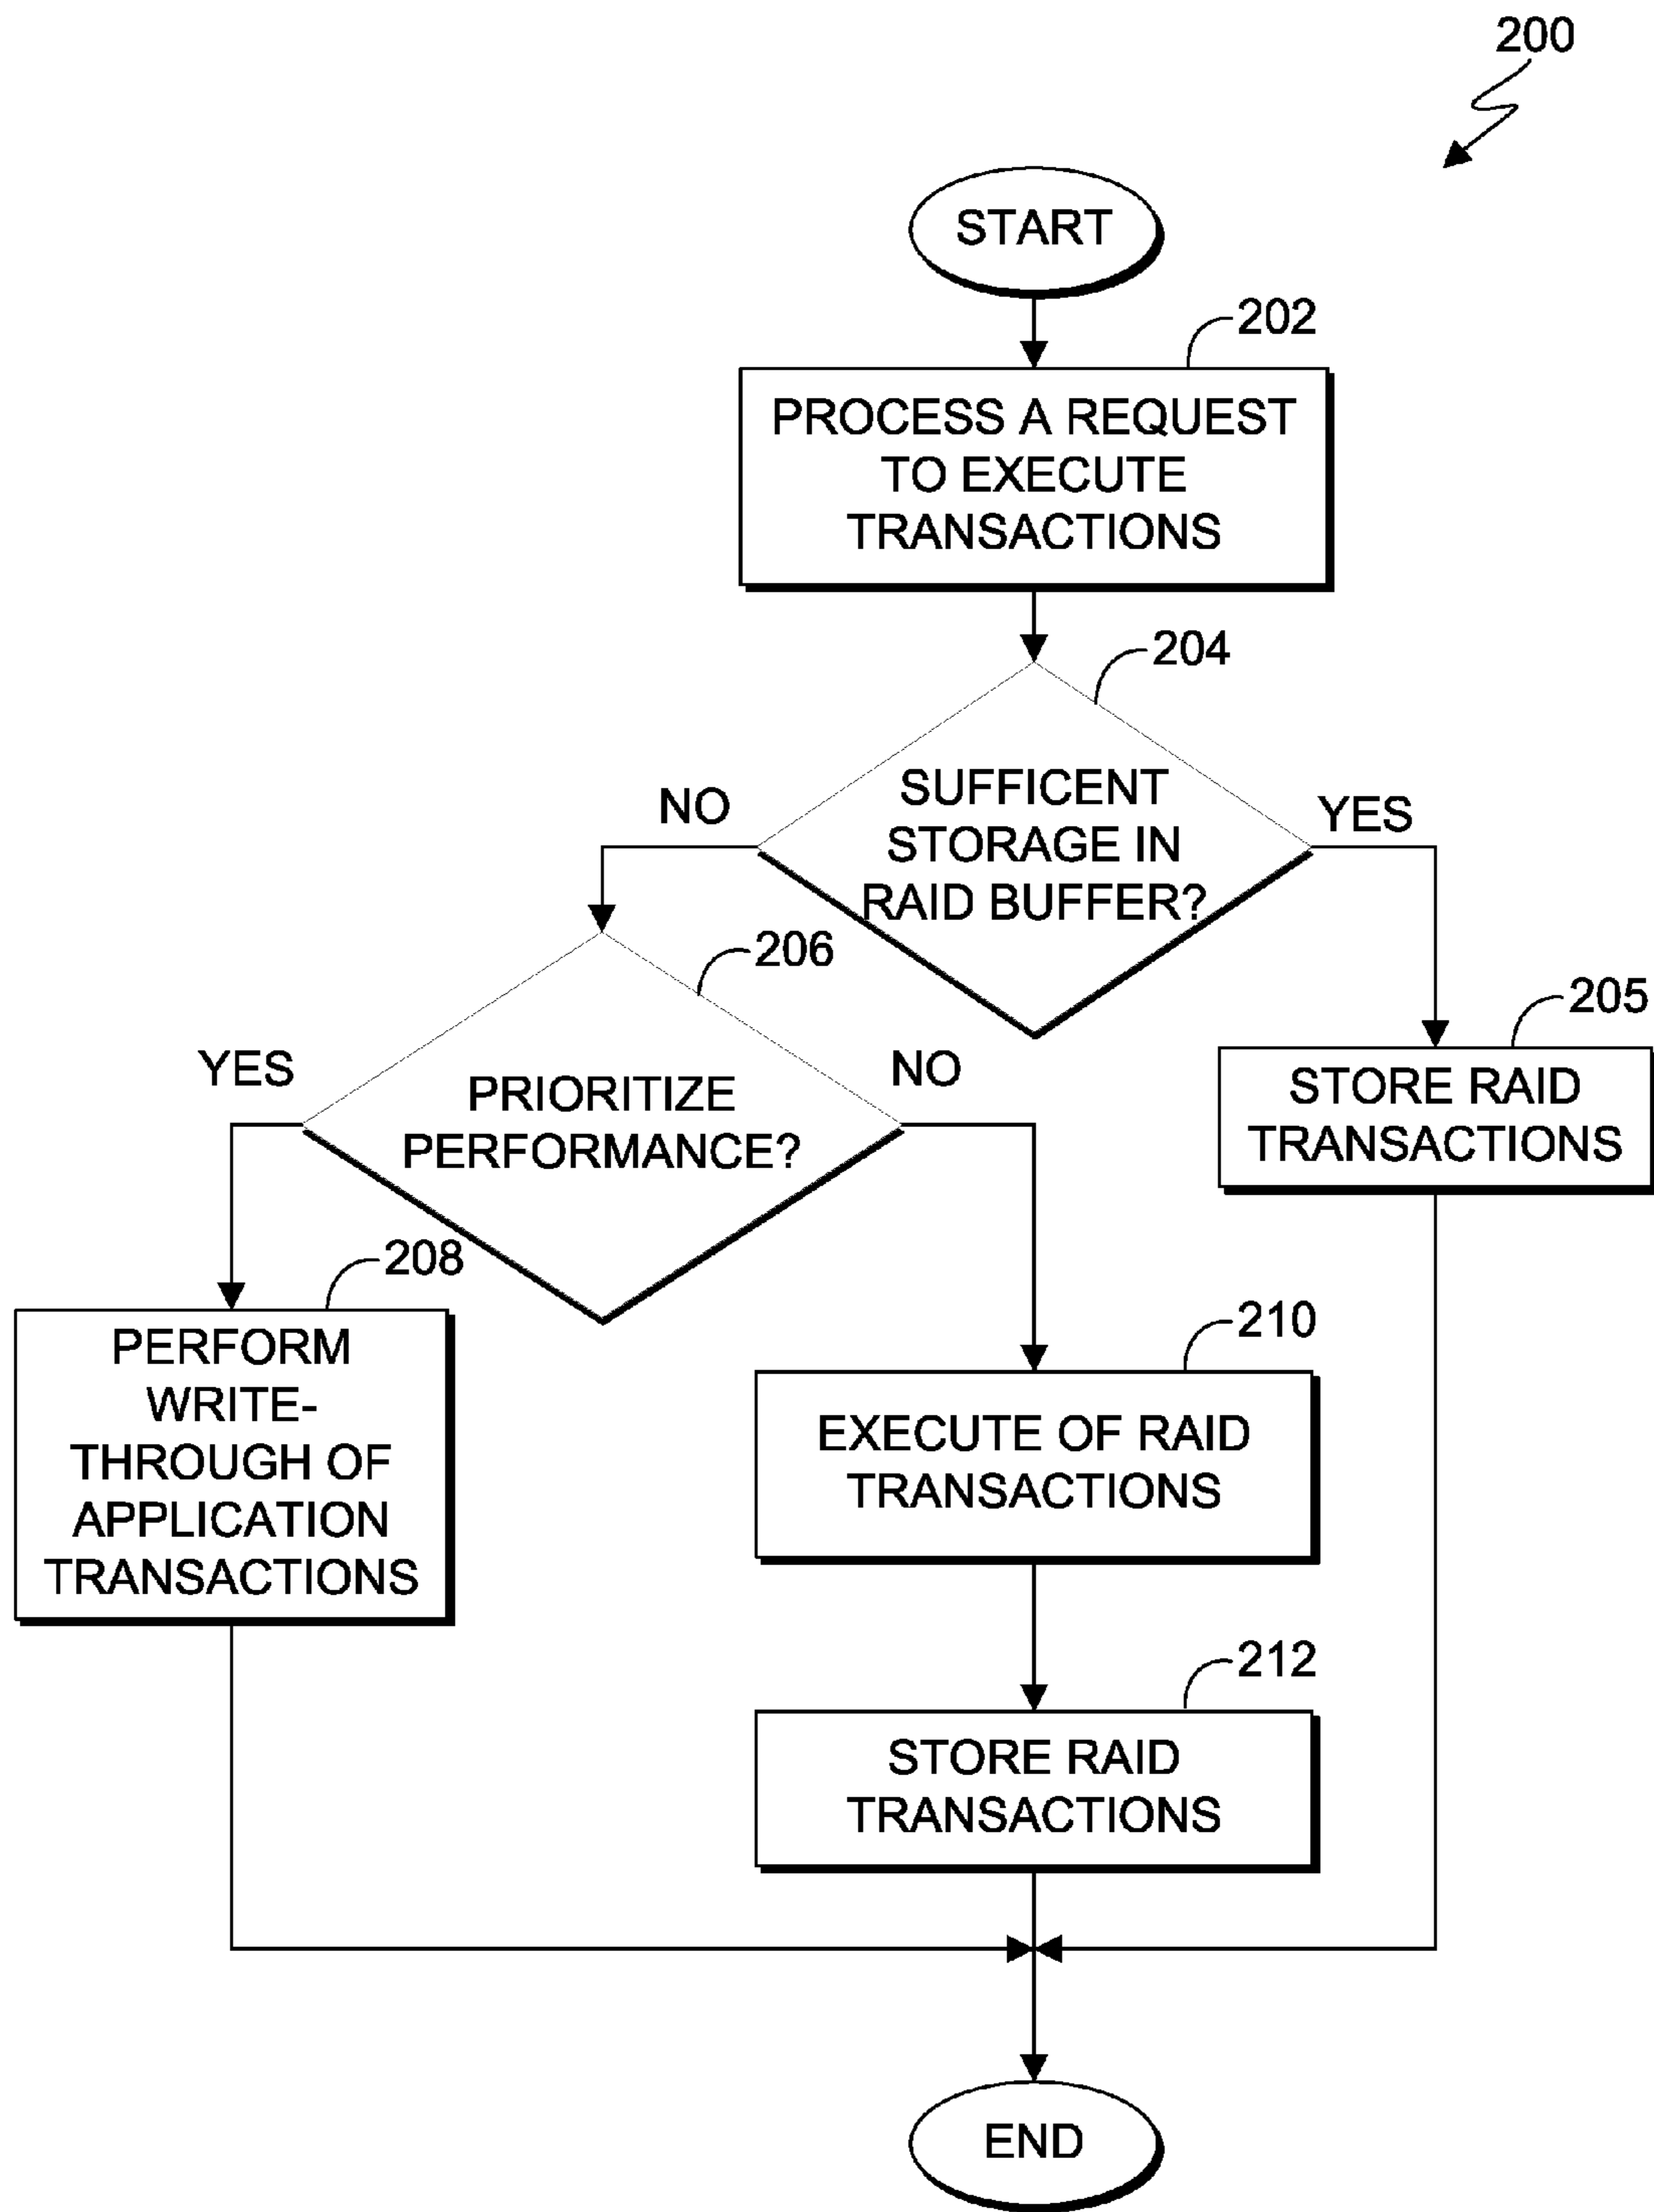 200
START
202
PROCESS A REQUEST
TO EXECUTE
TRANSACTIONS
204
SUFFICENT
STORAGE IN
RAID BUFFER?
NO
YES
206
205
PRIORITIZE
PERFORMANCE?
YES
NO
STORE RAID
TRANSACTIONS
208
PERFORM
WRITE-
THROUGH OF
APPLICATION
TRANSACTIONS
210
EXECUTE OF RAID
TRANSACTIONS
212
STORE RAID
TRANSACTIONS
END